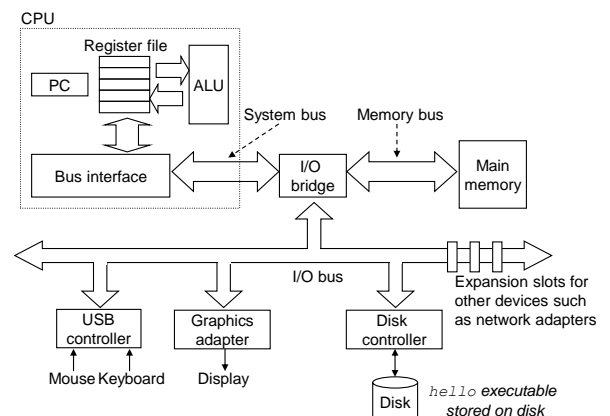 CPU
Register file
PC
ALU
System bus
Memory bus
Bus interface
I/O
bridge
Main
memory
I/O bus
Expansion slots for
other devices such
as network adapters
USB
controller
Graphics
adapter
Disk
controller
Mouse Keyboard
Display
Disk
hello executable
stored on disk